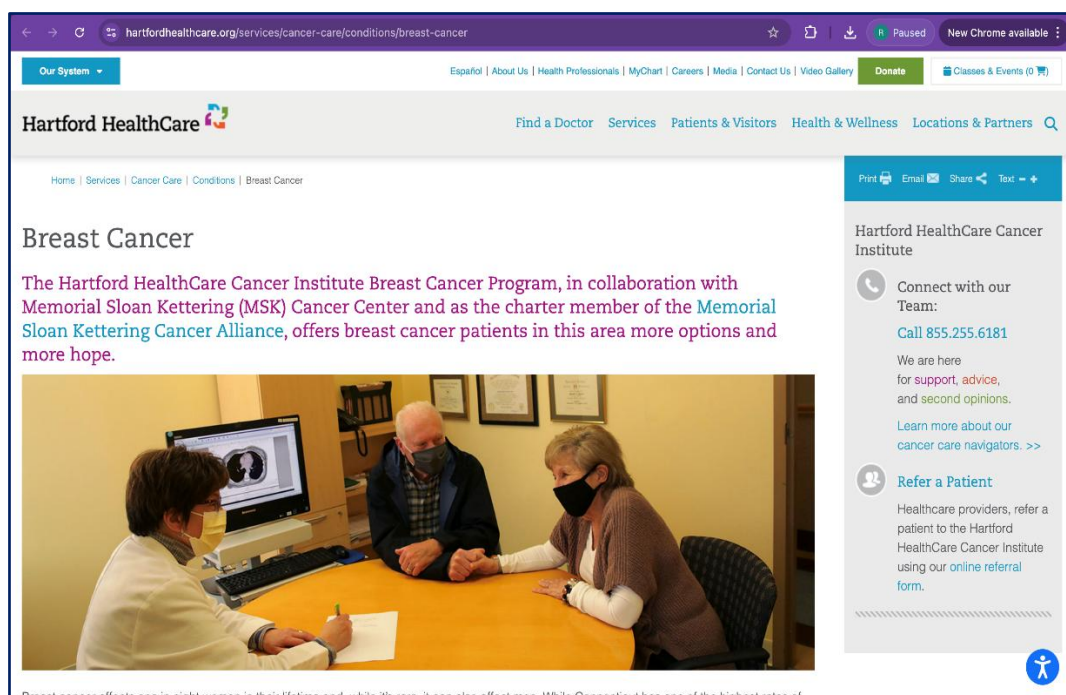 hartfordhealthcare.org/services/cancer-care/conditions/breast-cancer
R Paused
New Chrome available
Our System
Español | About Us | Health Professionals | MyChart | Careers | Media | Contact Us | Video Gallery
Donate
Classes & Events (0 )
Hartford HealthCare
Find a Doctor Services Patients & Visitors Health & Wellness Locations & Partners
Home | Services | Cancer Care | Conditions | Breast Cancer
Print Email Share Text - +
Breast Cancer
The Hartford HealthCare Cancer Institute Breast Cancer Program, in collaboration with
Memorial Sloan Kettering (MSK) Cancer Center and as the charter member of the Memorial
Sloan Kettering Cancer Alliance, offers breast cancer patients in this area more options and
more hope.
Hartford HealthCare Cancer
Institute
Connect with our
Team:
Call 855.255.6181
We are here
for support, advice,
and second opinions.
Learn more about our
cancer care navigators. >>
Refer a Patient
Healthcare providers, refer a
patient to the Hartford
HealthCare Cancer Institute
using our online referral
form.